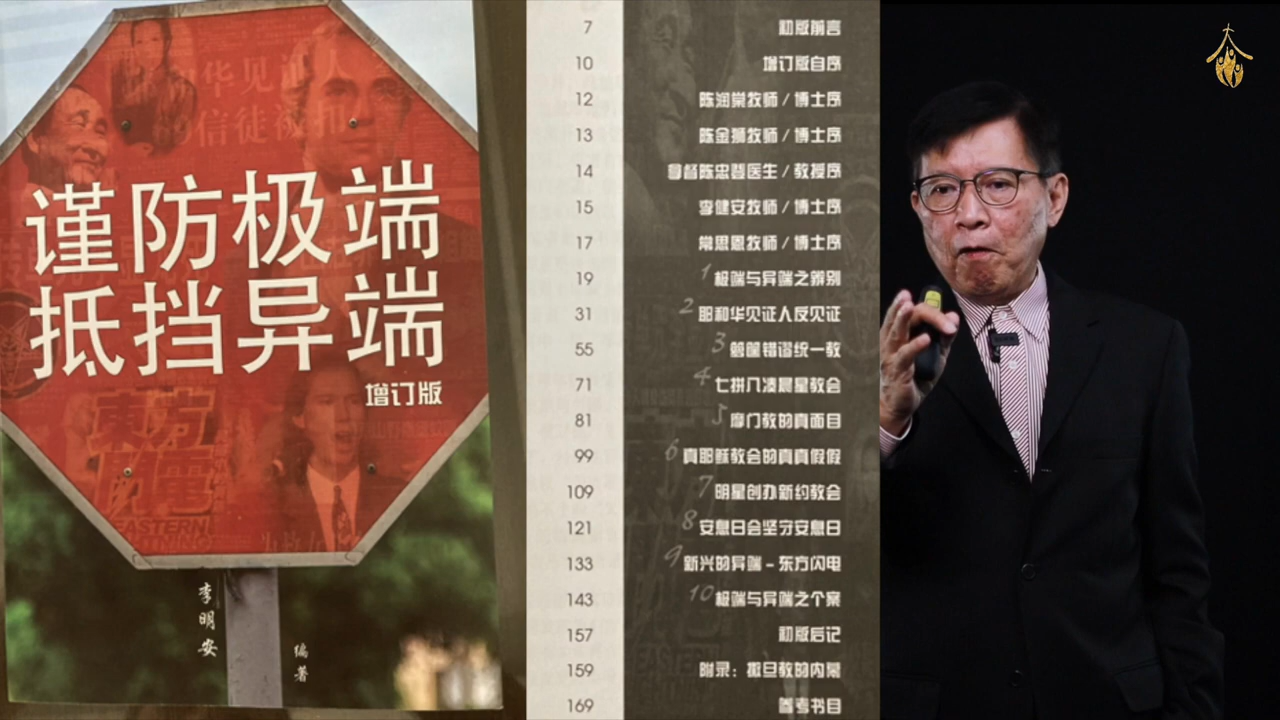 谨防极端
抵挡异端
增订版
東方
閃電
EASTERN
李明安
编著
7 初版前言
10 增订版自序
12 陈润棠牧师/博士序
13 陈金狮牧师/博士序
14 拿督陈忠登医生/教授序
15 李健安牧师/博士序
17 常思恩牧师/博士序
19 1 极端与异端之辨别
31 2 耶和华见证人反见证
55 3 鲍筐错谬统一教
71 4 七拼八凑晨星教会
81 5 摩门教的真面目
99 6 真耶稣教会的真真假假
109 7 明星创办新约教会
121 8 安息日会坚守安息日
133 9 新兴的异端-东方闪电
143 10 极端与异端之个案
157 初版后记
159 附录:撒旦教的内幕
169 参考书目